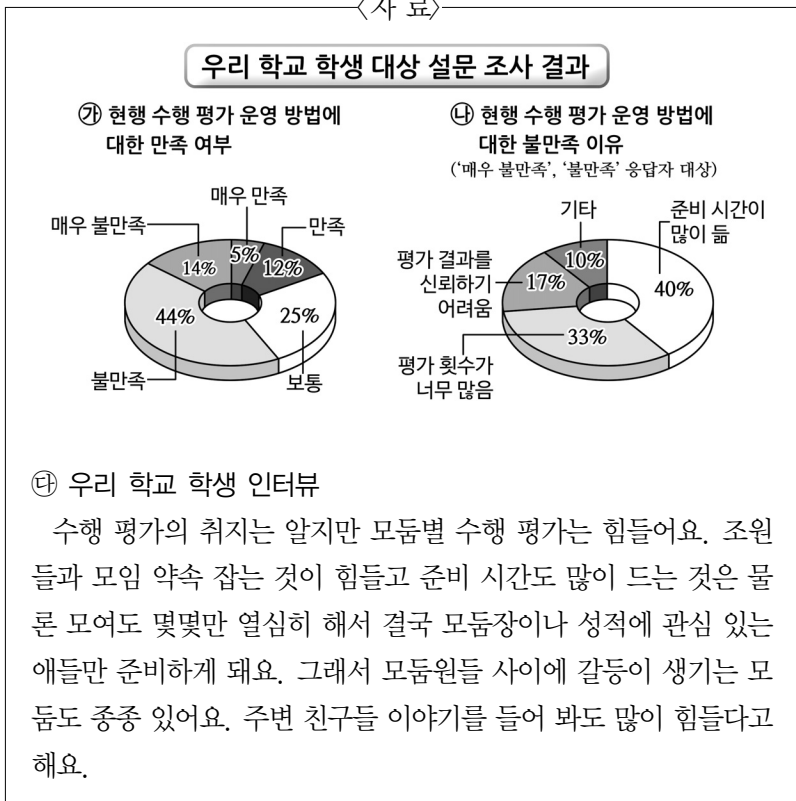 〈자 료〉
우리 학교 학생 대상 설문 조사 결과
㉮ 현행 수행 평가 운영 방법에
대한 만족 여부
매우 만족
매우 불만족
만족
5%
14%
12%
44%
25%
불만족
보통
㉯ 현행 수행 평가 운영 방법에
대한 불만족 이유
(‘매우 불만족’, ‘불만족’ 응답자 대상)
기타
준비 시간이
많이 듦
평가 결과를
신뢰하기
어려움
10%
17%
40%
33%
평가 횟수가
너무 많음
㉰ 우리 학교 학생 인터뷰
수행 평가의 취지는 알지만 모둠별 수행 평가는 힘들어요. 조원
들과 모임 약속 잡는 것이 힘들고 준비 시간도 많이 드는 것은 물
론 모여도 몇몇만 열심히 해서 결국 모둠장이나 성적에 관심 있는
애들만 준비하게 돼요. 그래서 모둠원들 사이에 갈등이 생기는 모
둠도 종종 있어요. 주변 친구들 이야기를 들어 봐도 많이 힘들다고
해요.